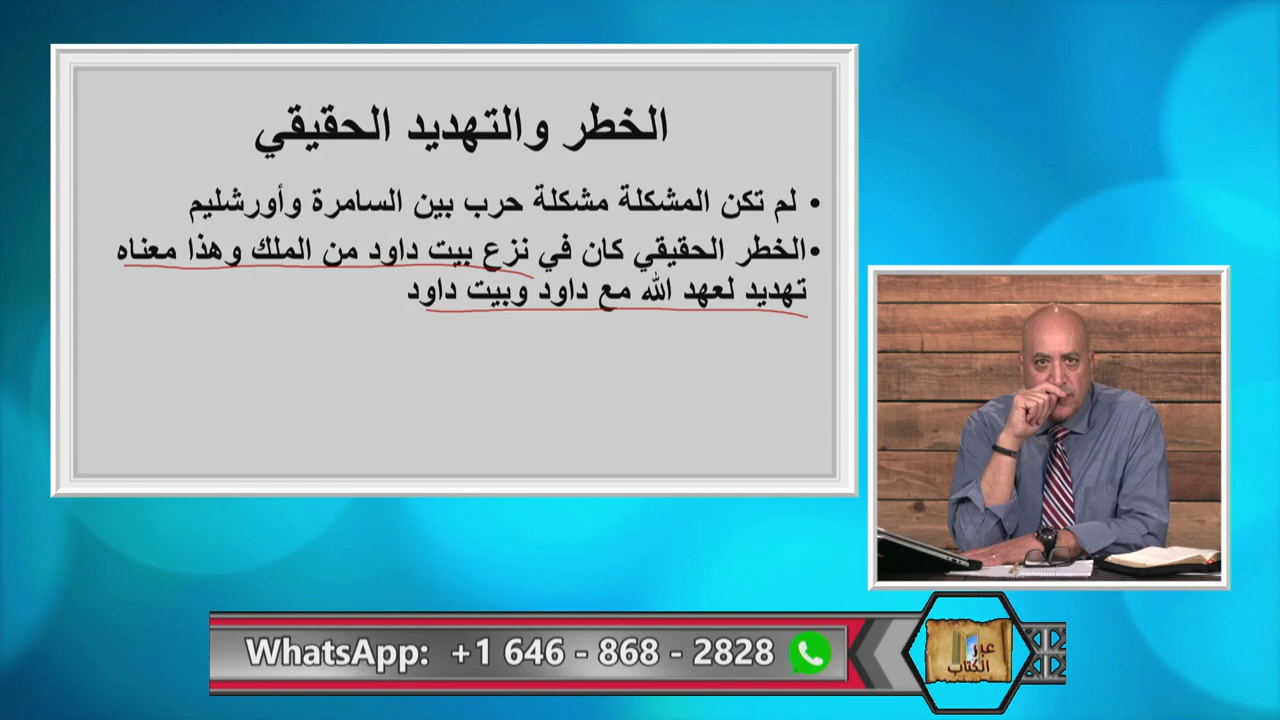 الخطر والتهديد الحقيقي
• لم تكن المشكلة مشكلة حرب بين السامرة وأورشليم
•الخطر الحقيقي كان في نزع بيت داود من الملك وهذا معناه
تهديد لعهد الله مع داود وبيت داود
WhatsApp: +1 646 - 868 - 2828
عبر
الكتاب